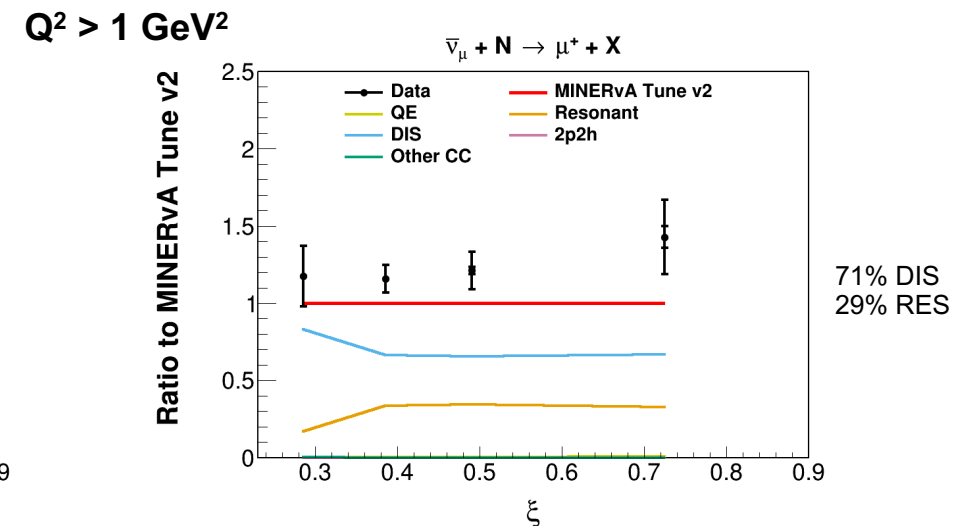 Q² > 1 GeV²
ν̅_μ + N → μ⁺ + X
Ratio to MINERvA Tune v2
2.5
2
1.5
1
0.5
0
Data
QE
DIS
Other CC
MINERvA Tune v2
Resonant
2p2h
71% DIS
29% RES
9
0.3 0.4 0.5 0.6 0.7 0.8 0.9
ξ